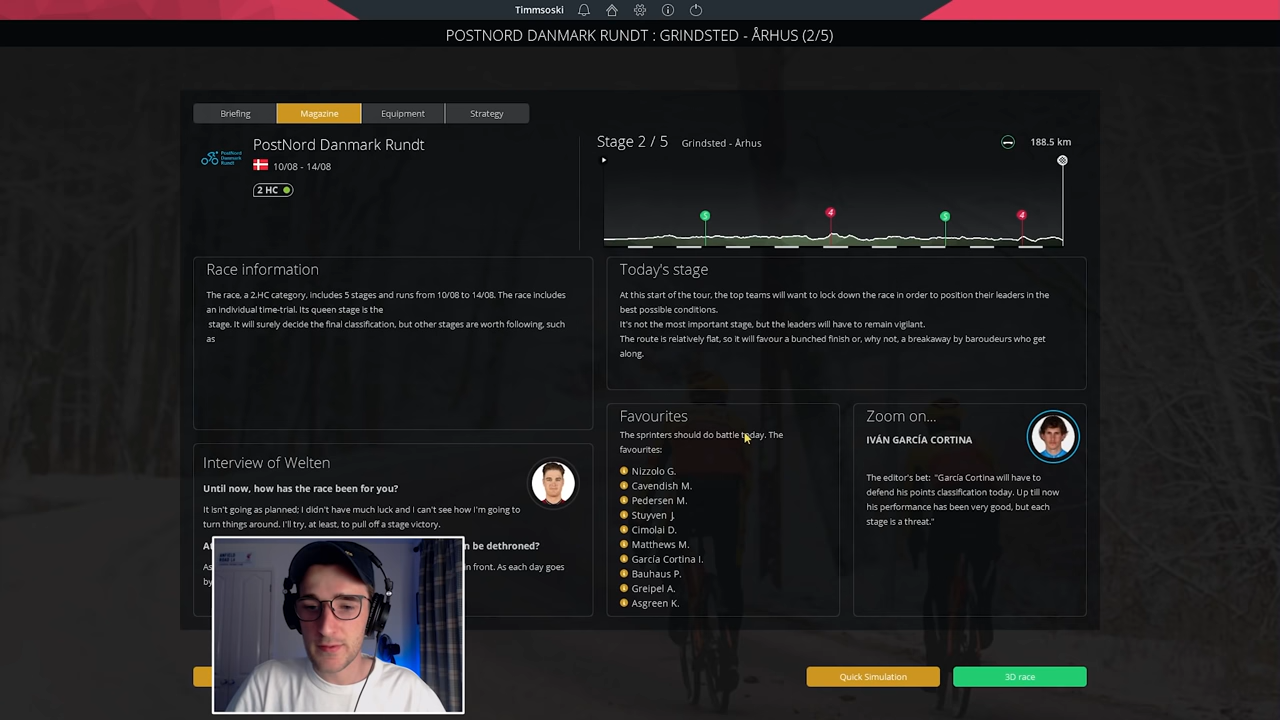 Timmsoski
POSTNORD DANMARK RUNDT : GRINDSTED - ÅRHUS (2/5)
Briefing
Magazine
Equipment
Strategy
PostNord Danmark Rundt
PostNord Danmark Rundt
10/08 - 14/08
2 HC
Stage 2 / 5 Grindsted - Århus
188.5 km
S
4
S
4
Race information
The race, a 2.HC category, includes 5 stages and runs from 10/08 to 14/08. The race includes
an individual time-trial. Its queen stage is the
stage. It will surely decide the final classification, but other stages are worth following, such
as
Today's stage
At this start of the tour, the top teams will want to lock down the race in order to position their leaders in the
best possible conditions.
It's not the most important stage, but the leaders will have to remain vigilant.
The route is relatively flat, so it will favour a bunched finish or, why not, a breakaway by baroudeurs who get
along.
Interview of Welten
Until now, how has the race been for you?
It isn't going as planned; I didn't have much luck and I can't see how I'm going to
turn things around. I'll try, at least, to pull off a stage victory.
n be dethroned?
in front. As each day goes
by
Favourites
The sprinters should do battle today. The
favourites:
Nizzolo G.
Cavendish M.
Pedersen M.
Stuyven J.
Cimolai D.
Matthews M.
García Cortina I.
Bauhaus P.
Greipel A.
Asgreen K.
Zoom on...
IVÁN GARCÍA CORTINA
The editor's bet: "García Cortina will have to
defend his points classification today. Up till now
his performance has been very good, but each
stage is a threat."
Quick Simulation
3D race